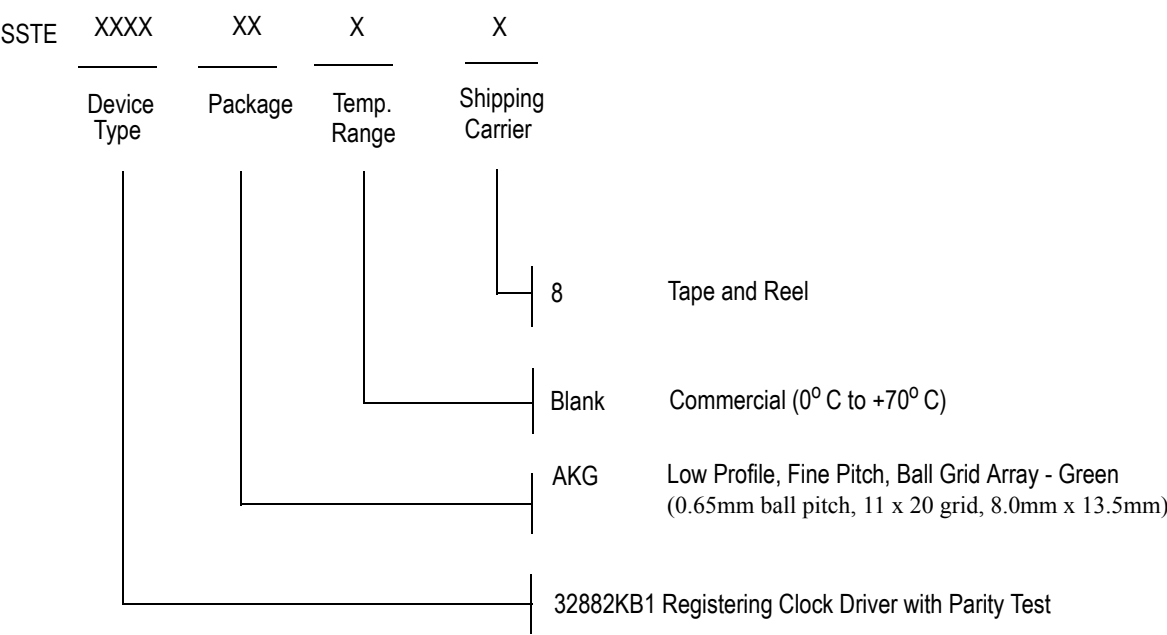 SSTE XXXX XX X X
Device Type
Package
Temp. Range
Shipping Carrier
8 Tape and Reel
Blank Commercial (0º C to +70º C)
AKG Low Profile, Fine Pitch, Ball Grid Array - Green
(0.65mm ball pitch, 11 x 20 grid, 8.0mm x 13.5mm)
32882KB1 Registering Clock Driver with Parity Test